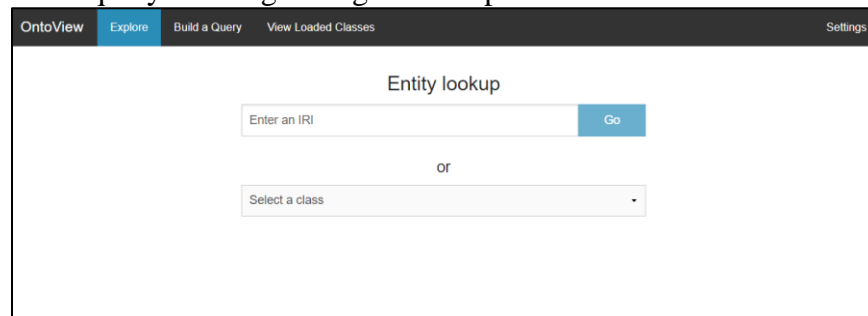 OntoView Explore Build a Query View Loaded Classes Settings
Entity lookup
Enter an IRI Go
or
Select a class